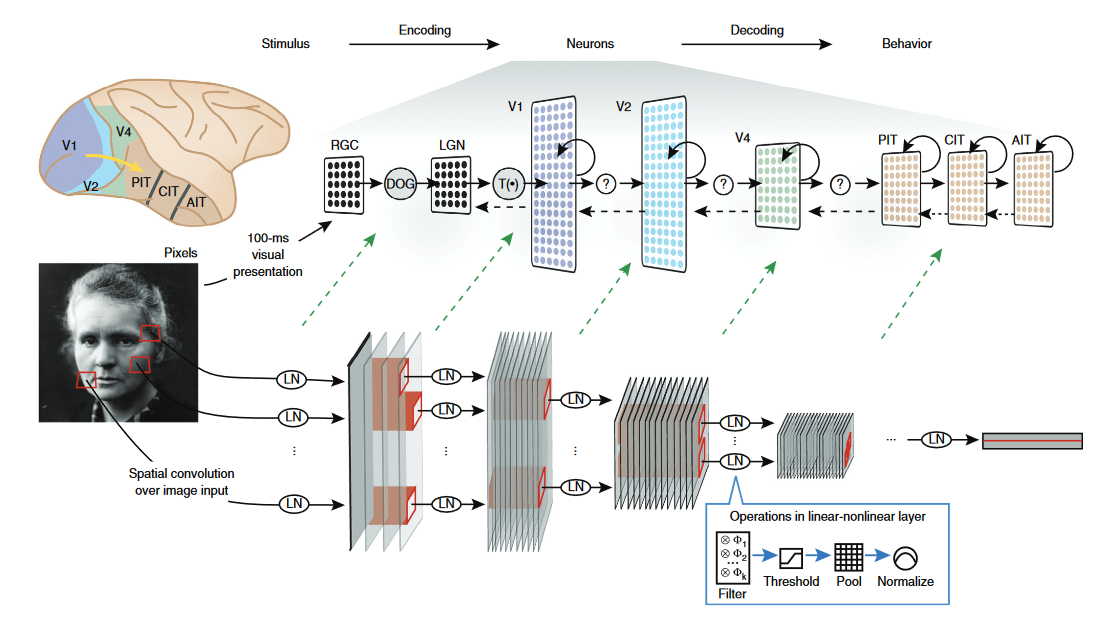 Stimulus
Encoding
Neurons
Decoding
Behavior
V1
V2
V4
PIT
CIT
AIT
RGC
DOG
LGN
T(•)
V1
?
V2
?
V4
?
PIT
CIT
AIT
100-ms
visual
presentation
Pixels
LN
LN
...
LN
LN
LN
...
LN
LN
...
LN
LN
...
LN
...
LN
Spatial convolution
over image input
Operations in linear-nonlinear layer
⊗ Φ1
⊗ Φ2
...
⊗ Φk
Filter
Threshold
Pool
Normalize